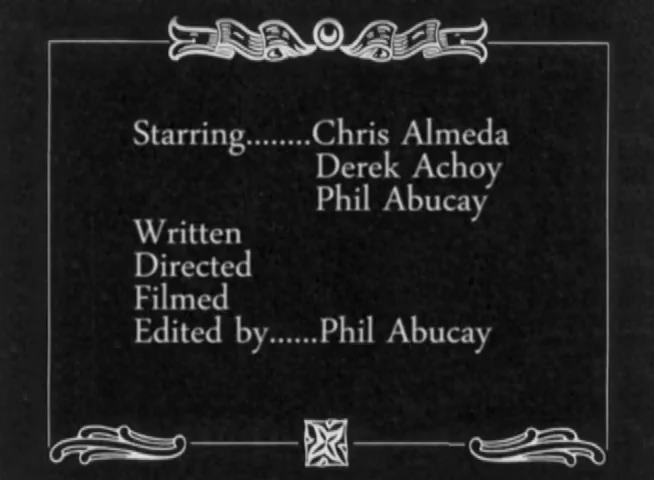 Starring........Chris Almeda
Derek Achoy
Phil Abucay
Written
Directed
Filmed
Edited by......Phil Abucay